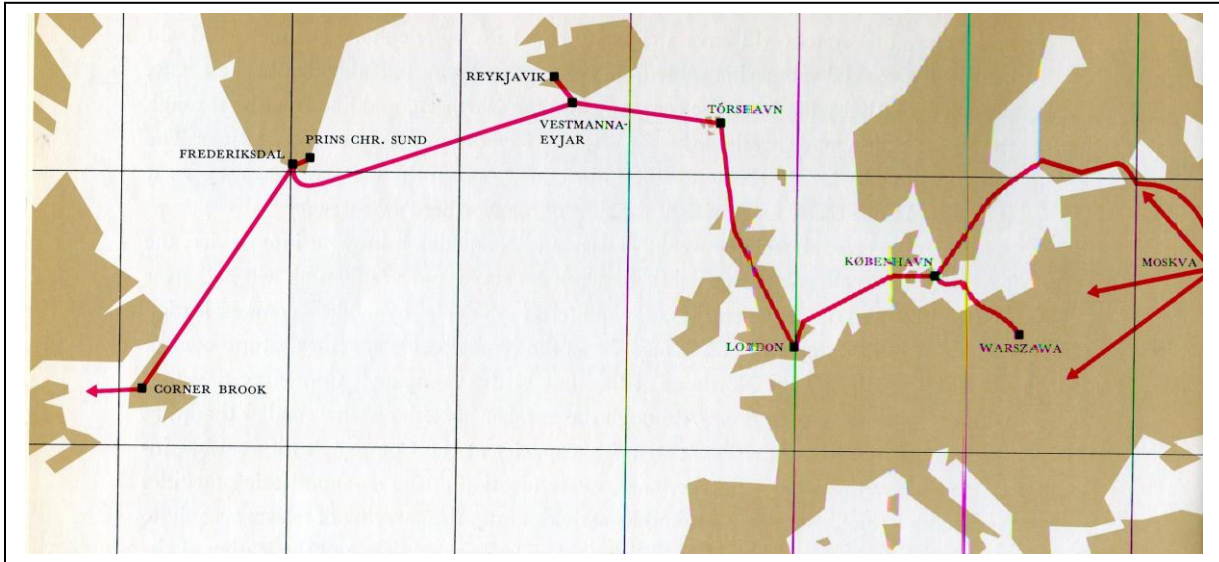 REYKJAVIK
TÓRSHAVN
VESTMANNA-
EYJAR
PRINS CHR. SUND
FREDERIKSDAL
KØBENHAVN
MOSKVA
LONDON
WARSZAWA
CORNER BROOK